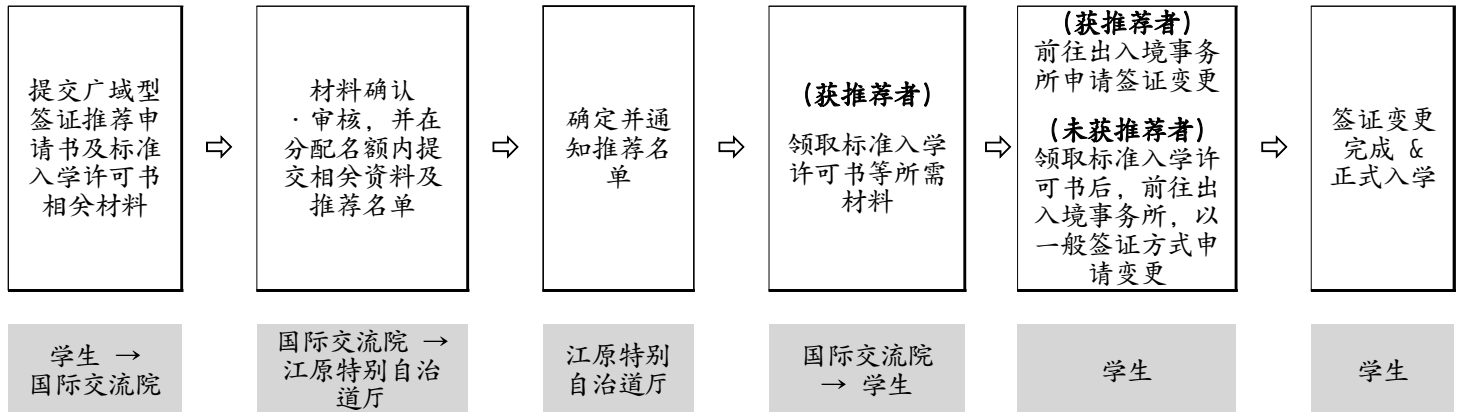 提交广域型
签证推荐申
请书及标准
入学许可书
相关材料
⇨
材料确认
·审核，并在
分配名额内提
交相关资料及
推荐名单
⇨
确定并通
知推荐名
单
⇨
(获推荐者)
领取标准入学
许可书等所需
材料
⇨
(获推荐者)
前往出入境事务
所申请签证变更
(未获推荐者)
领取标准入学许
可书后，前往出
入境事务所，以
一般签证方式申
请变更
⇨
签证变更
完成 &
正式入学
学生 →
国际交流院
国际交流院 →
江原特别自治
道厅
江原特别
自治道厅
国际交流院
→ 学生
学生
学生